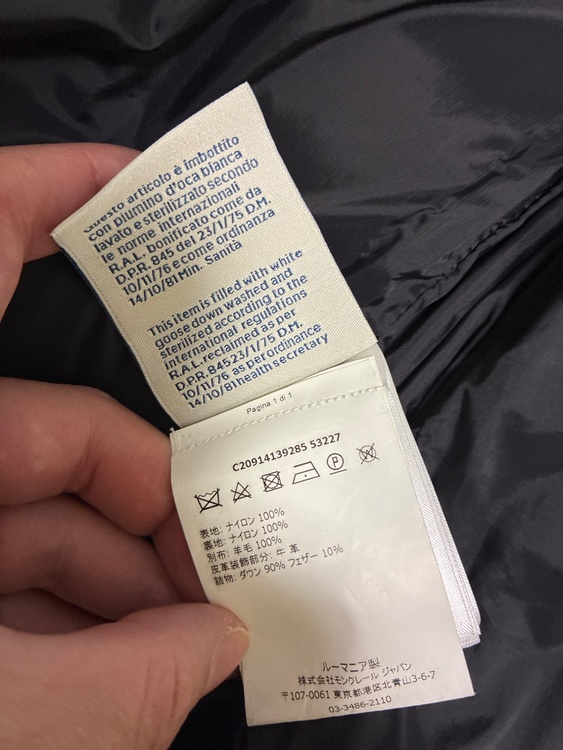 Questo articolo è imbottito
con piumino d'oca bianca
lavato e sterilizzato secondo
le norme internazionali
R.A.L. bonificato come da
D.P.R. 845 del 23/1/75 D.M.
10/11/76 e come ordinanza
14/10/81 Min. Sanità
This item is filled with white
goose down washed and
sterilized according to the
international regulations
R.A.L. reclaimed as per
D.P.R. 84523/1/75 D.M.
10/11/76 as per ordinance
14/10/81 health secretary
Pagina 1 di 1
C20914139285 53227
表地: ナイロン 100%
裏地: ナイロン 100%
別布: 羊毛 100%
皮革装飾部分: 牛 革
詰物: ダウン 90% フェザー 10%
ルーマニア製
株式会社モンクレール ジャパン
〒107-0061 東京都港区北青山3-6-7
03-3486-2110